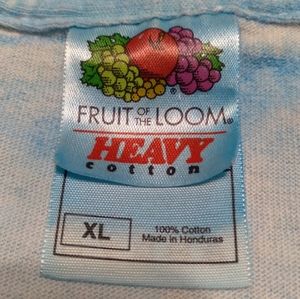 FRUIT OF THE LOOM®
HEAVY
cotton
XL
100% Cotton
Made in Honduras